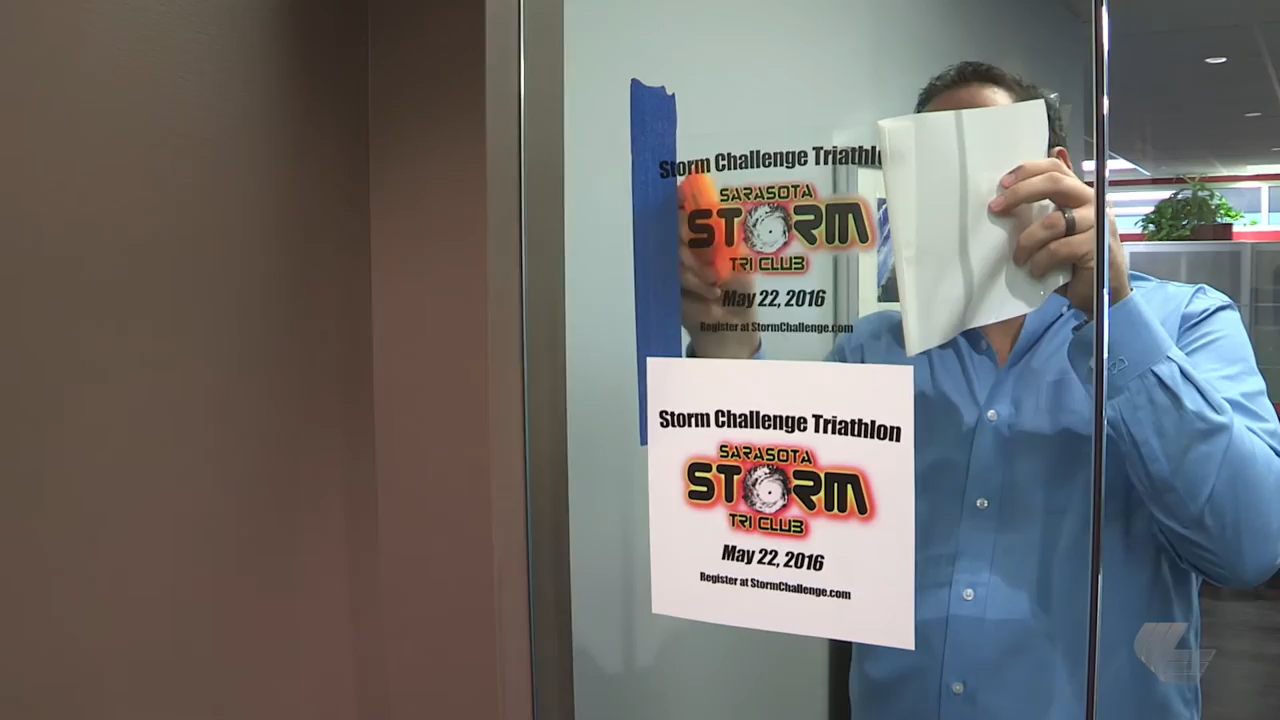 Storm Challenge Triathl
SARASOTA
STORM
TRI CLUB
May 22, 2016
Register at StormChallenge.com
Storm Challenge Triathlon
SARASOTA
STORM
TRI CLUB
May 22, 2016
Register at StormChallenge.com